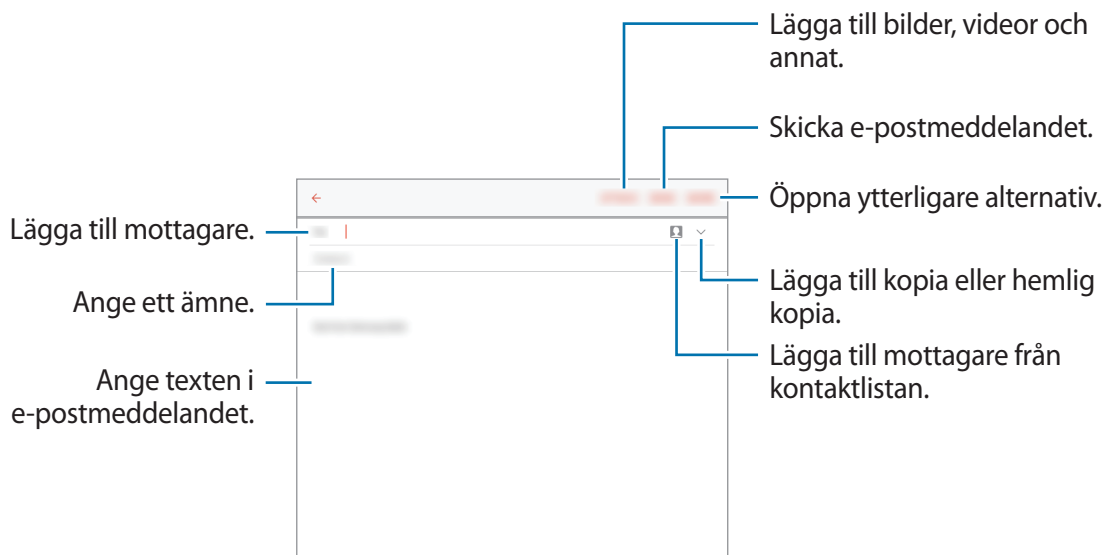 Lägga till bilder, videor och
annat.
Skicka e-postmeddelandet.
Öppna ytterligare alternativ.
Lägga till mottagare.
Ange ett ämne.
Lägga till kopia eller hemlig
kopia.
Lägga till mottagare från
kontaktlistan.
Ange texten i
e-postmeddelandet.